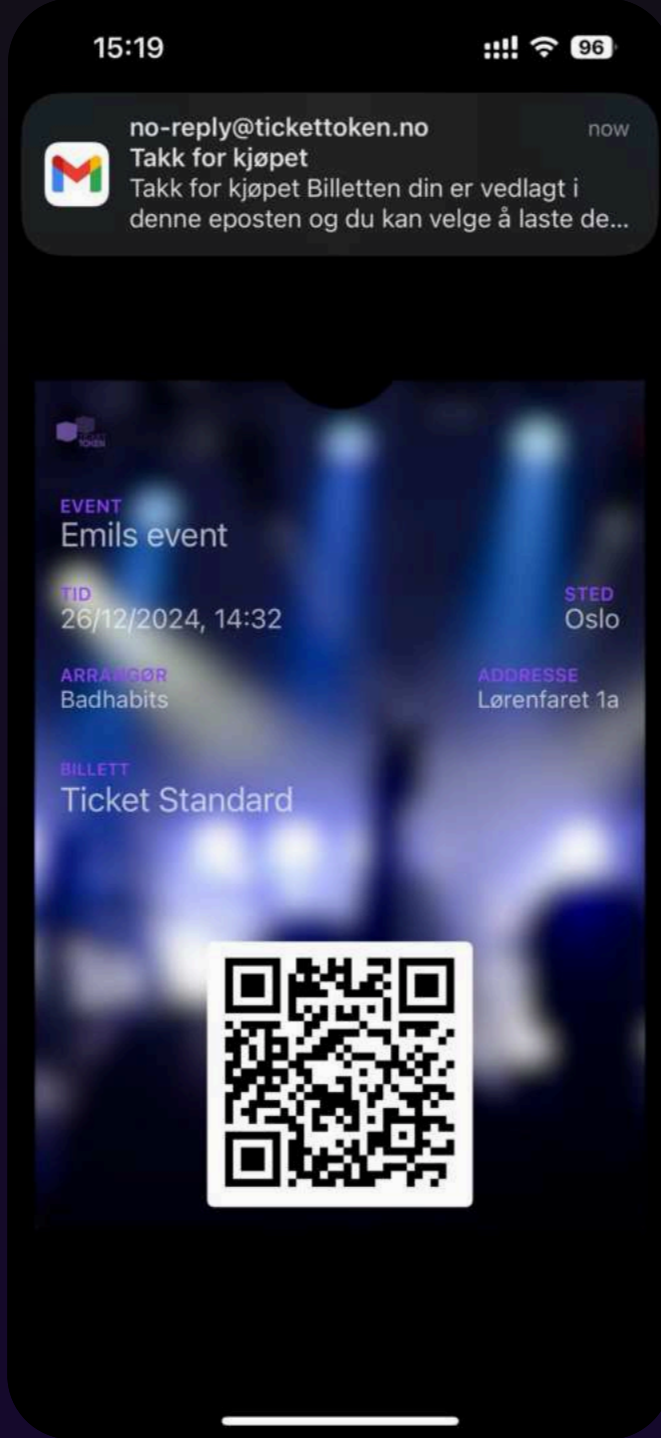 15:19
96
no-reply@tickettoken.no now
Takk for kjøpet
Takk for kjøpet Billetten din er vedlagt i
denne eposten og du kan velge å laste de...
TICKET
TOKEN
EVENT
Emils event
TID STED
26/12/2024, 14:32 Oslo
ARRANGØR ADDRESSE
Badhabits Lørenfaret 1a
BILLETT
Ticket Standard